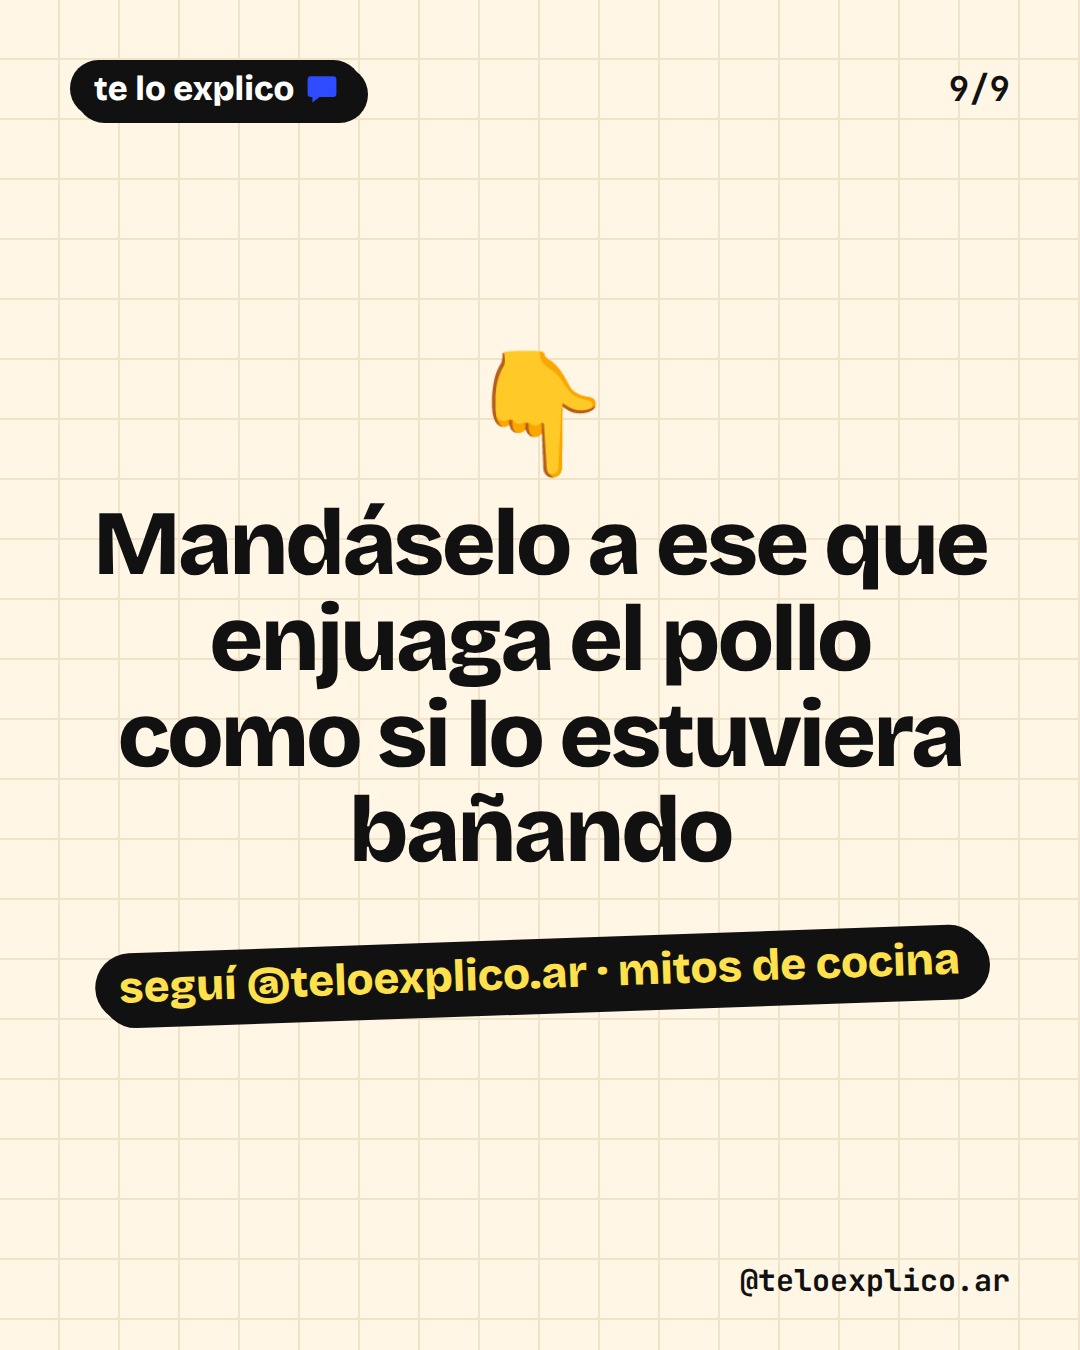 te lo explico
9/9
Mandáselo a ese que
enjuaga el pollo
como si lo estuviera
bañando
seguí @teloexplico.ar · mitos de cocina
@teloexplico.ar